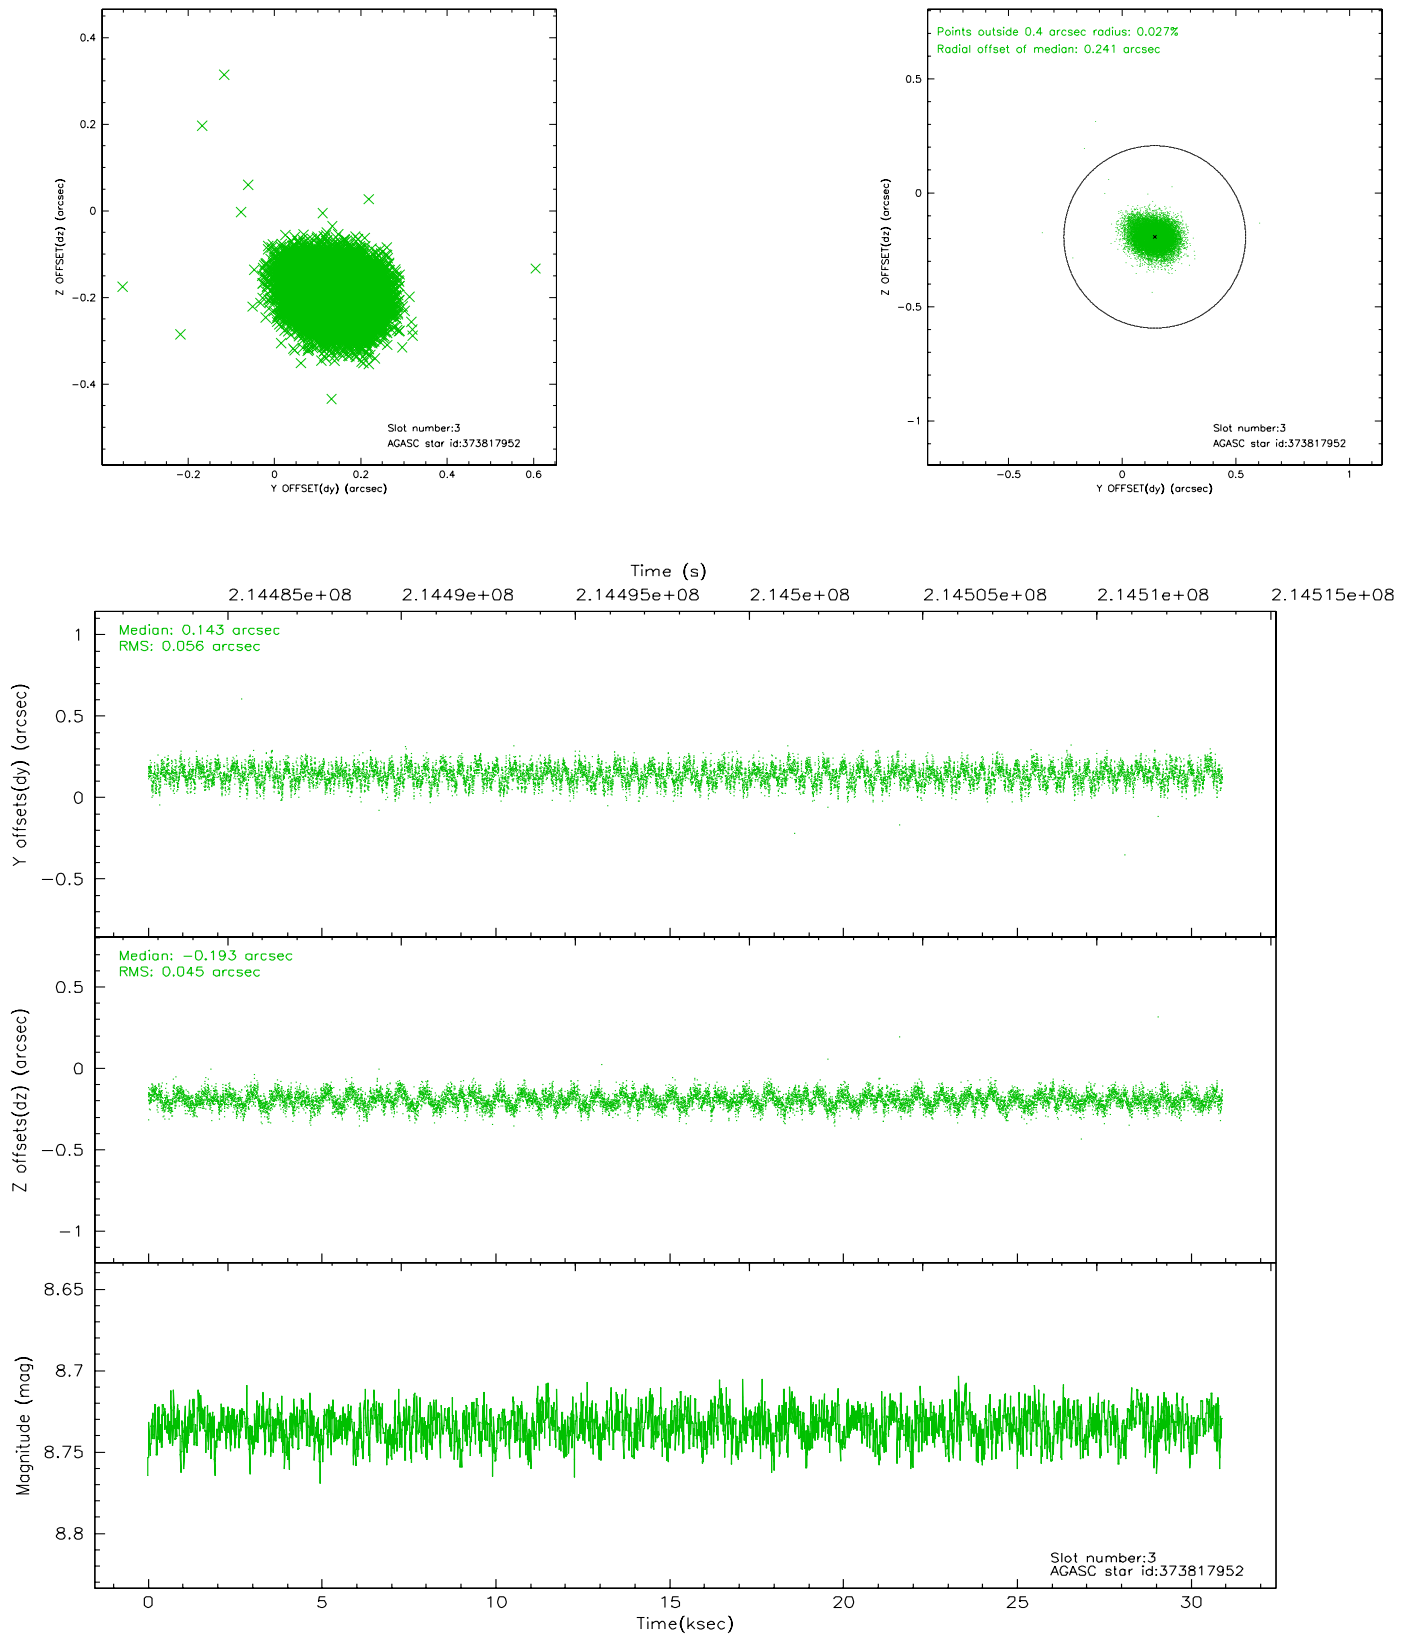 0.4
0.2
0
−0.2
−0.4
Z OFFSET(dz) (arcsec)
Slot number:3
AGASC star id:373817952
−0.2 0 0.2 0.4 0.6
Y OFFSET(dy) (arcsec)
Points outside 0.4 arcsec radius: 0.027%
Radial offset of median: 0.241 arcsec
0.5
0
−0.5
−1
Z OFFSET(dz) (arcsec)
Slot number:3
AGASC star id:373817952
−0.5 0 0.5 1
Y OFFSET(dy) (arcsec)
Time (s)
2.14485e+08 2.1449e+08 2.14495e+08 2.145e+08 2.14505e+08 2.1451e+08 2.14515e+08
Median: 0.143 arcsec
RMS: 0.056 arcsec
1
0.5
0
−0.5
Y offsets(dy) (arcsec)
Median: −0.193 arcsec
RMS: 0.045 arcsec
0.5
0
−0.5
−1
Z offsets(dz) (arcsec)
8.65
8.7
8.75
8.8
Magnitude (mag)
Slot number:3
AGASC star id:373817952
0 5 10 15 20 25 30
Time(ksec)